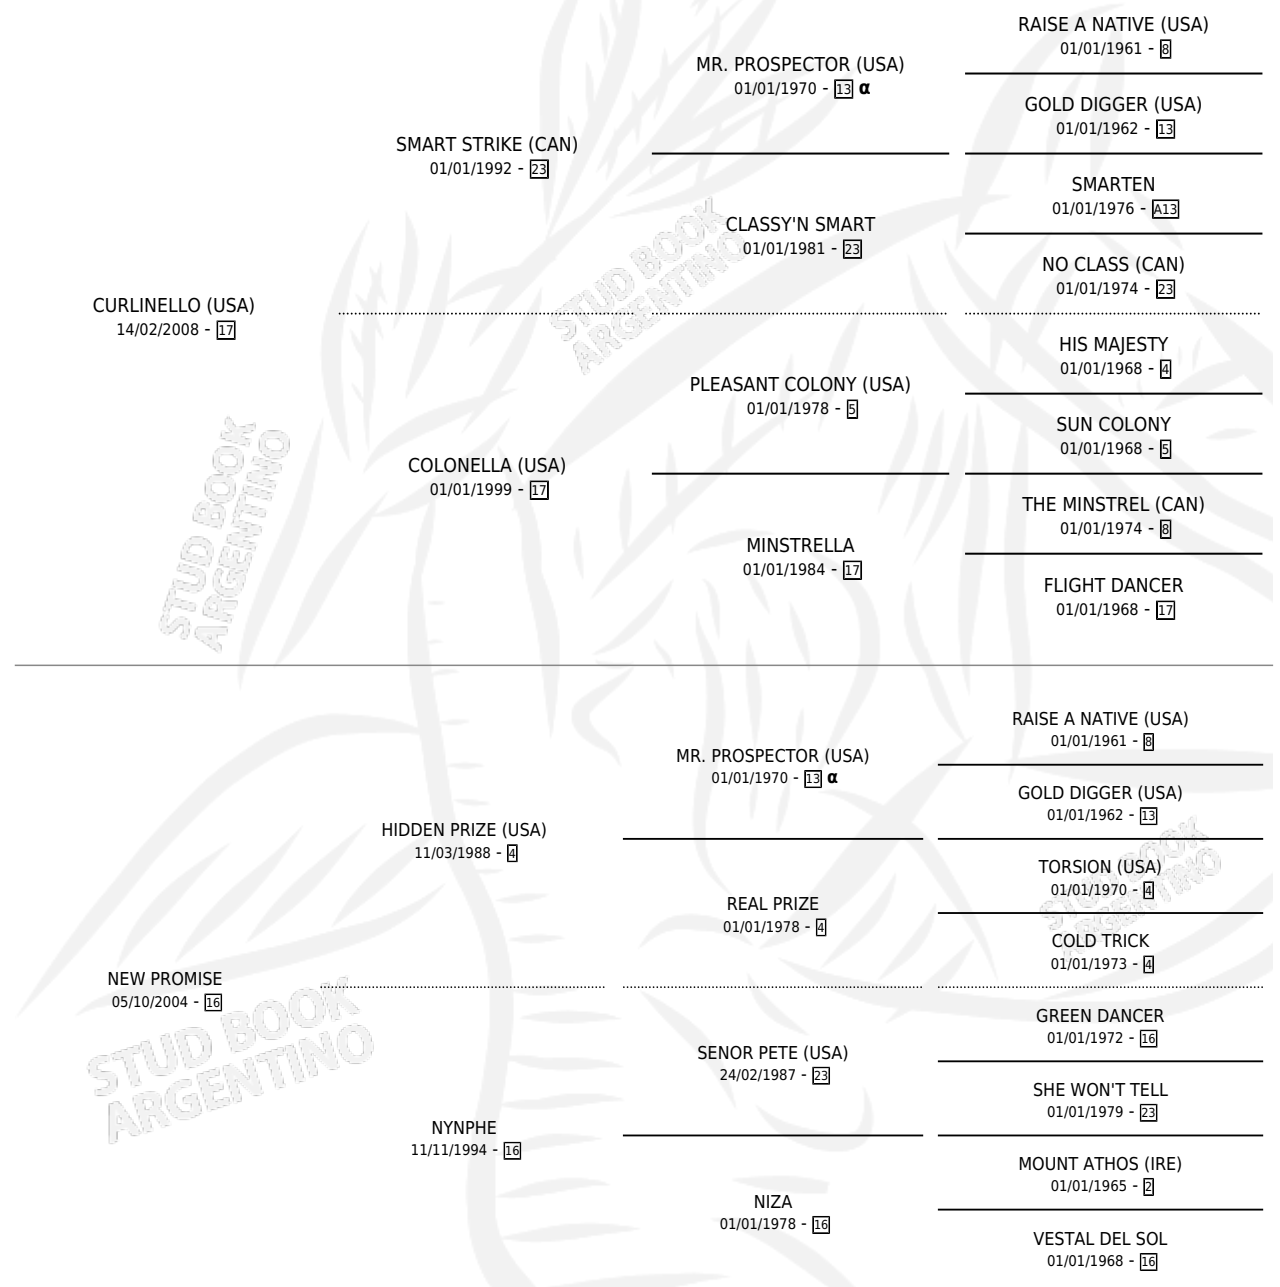 RAISE A NATIVE (USA)
01/01/1961 - 8
MR. PROSPECTOR (USA)
01/01/1970 - 13 α
GOLD DIGGER (USA)
01/01/1962 - 13
SMART STRIKE (CAN)
01/01/1992 - 23
SMARTEN
01/01/1976 - A13
CLASSY'N SMART
01/01/1981 - 23
NO CLASS (CAN)
01/01/1974 - 23
CURLINELLO (USA)
14/02/2008 - 17
HIS MAJESTY
01/01/1968 - 4
PLEASANT COLONY (USA)
01/01/1978 - 5
SUN COLONY
01/01/1968 - 5
COLONELLA (USA)
01/01/1999 - 17
THE MINSTREL (CAN)
01/01/1974 - 8
MINSTRELLA
01/01/1984 - 17
FLIGHT DANCER
01/01/1968 - 17
RAISE A NATIVE (USA)
01/01/1961 - 8
MR. PROSPECTOR (USA)
01/01/1970 - 13 α
GOLD DIGGER (USA)
01/01/1962 - 13
HIDDEN PRIZE (USA)
11/03/1988 - 4
TORSION (USA)
01/01/1970 - 4
REAL PRIZE
01/01/1978 - 4
COLD TRICK
01/01/1973 - 4
NEW PROMISE
05/10/2004 - 16
GREEN DANCER
01/01/1972 - 16
SENOR PETE (USA)
24/02/1987 - 23
SHE WON'T TELL
01/01/1979 - 23
NYNPHE
11/11/1994 - 16
MOUNT ATHOS (IRE)
01/01/1965 - 2
NIZA
01/01/1978 - 16
VESTAL DEL SOL
01/01/1968 - 16
STUD BOOK
ARGENTINO
STUD BOOK
ARGENTINO
STUD BOOK
ARGENTINO
STUD BOOK
ARGENTINO